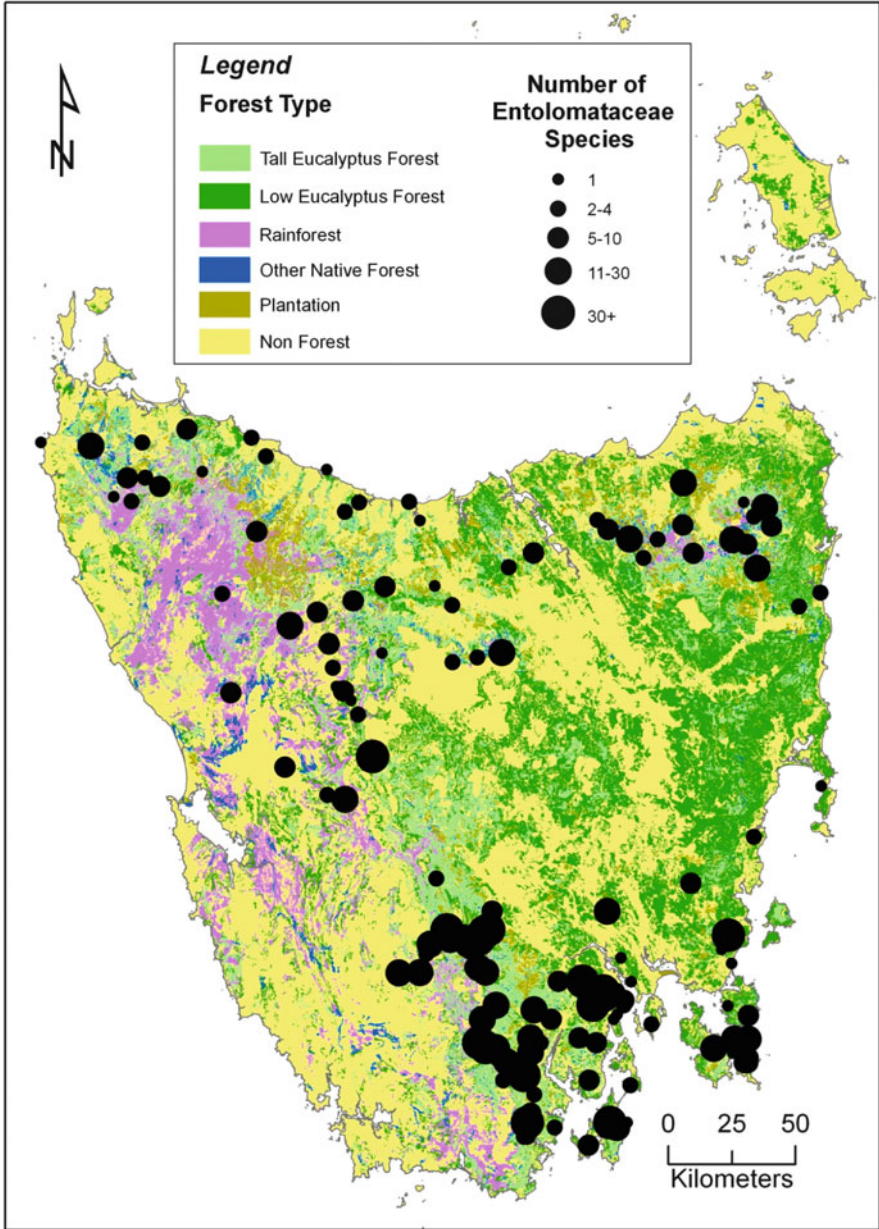 N
Legend
Forest Type
Tall Eucalyptus Forest
Low Eucalyptus Forest
Rainforest
Other Native Forest
Plantation
Non Forest
Number of
Entolomataceae
Species
1
2-4
5-10
11-30
30+
0 25 50
Kilometers